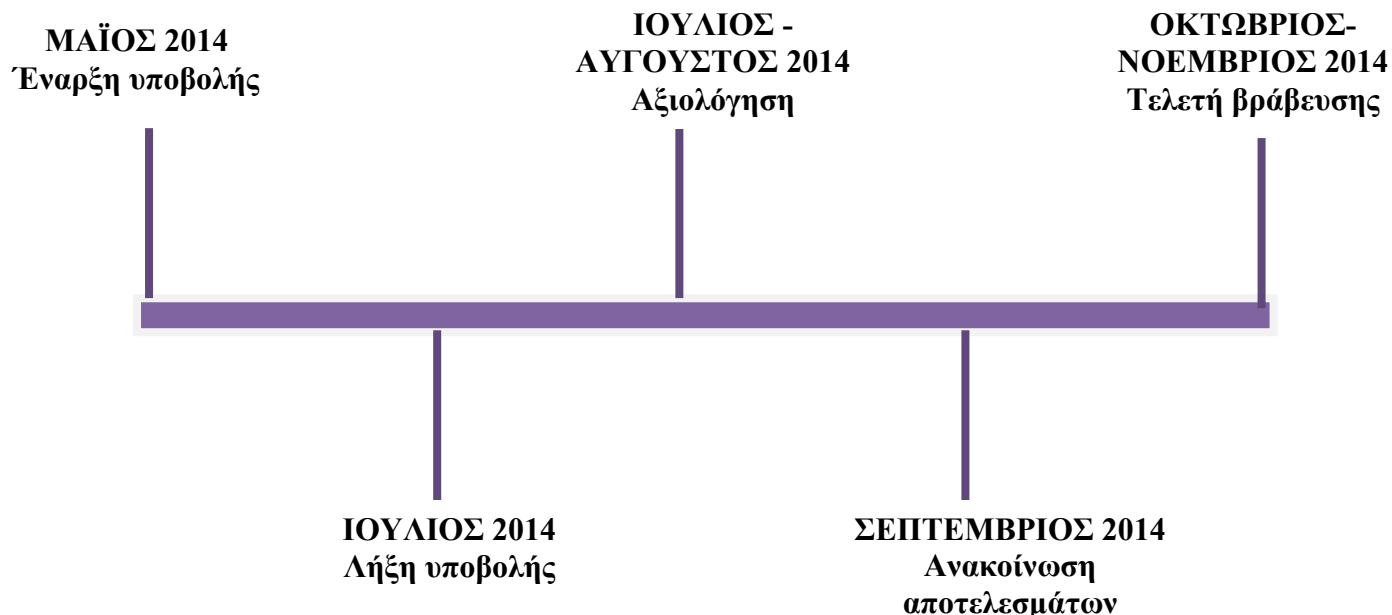 ΜΑΪΟΣ 2014
Έναρξη υποβολής
ΙΟΥΛΙΟΣ -
ΑΥΓΟΥΣΤΟΣ 2014
Αξιολόγηση
ΟΚΤΩΒΡΙΟΣ-
ΝΟΕΜΒΡΙΟΣ 2014
Τελετή βράβευσης
ΙΟΥΛΙΟΣ 2014
Λήξη υποβολής
ΣΕΠΤΕΜΒΡΙΟΣ 2014
Ανακοίνωση
αποτελεσμάτων